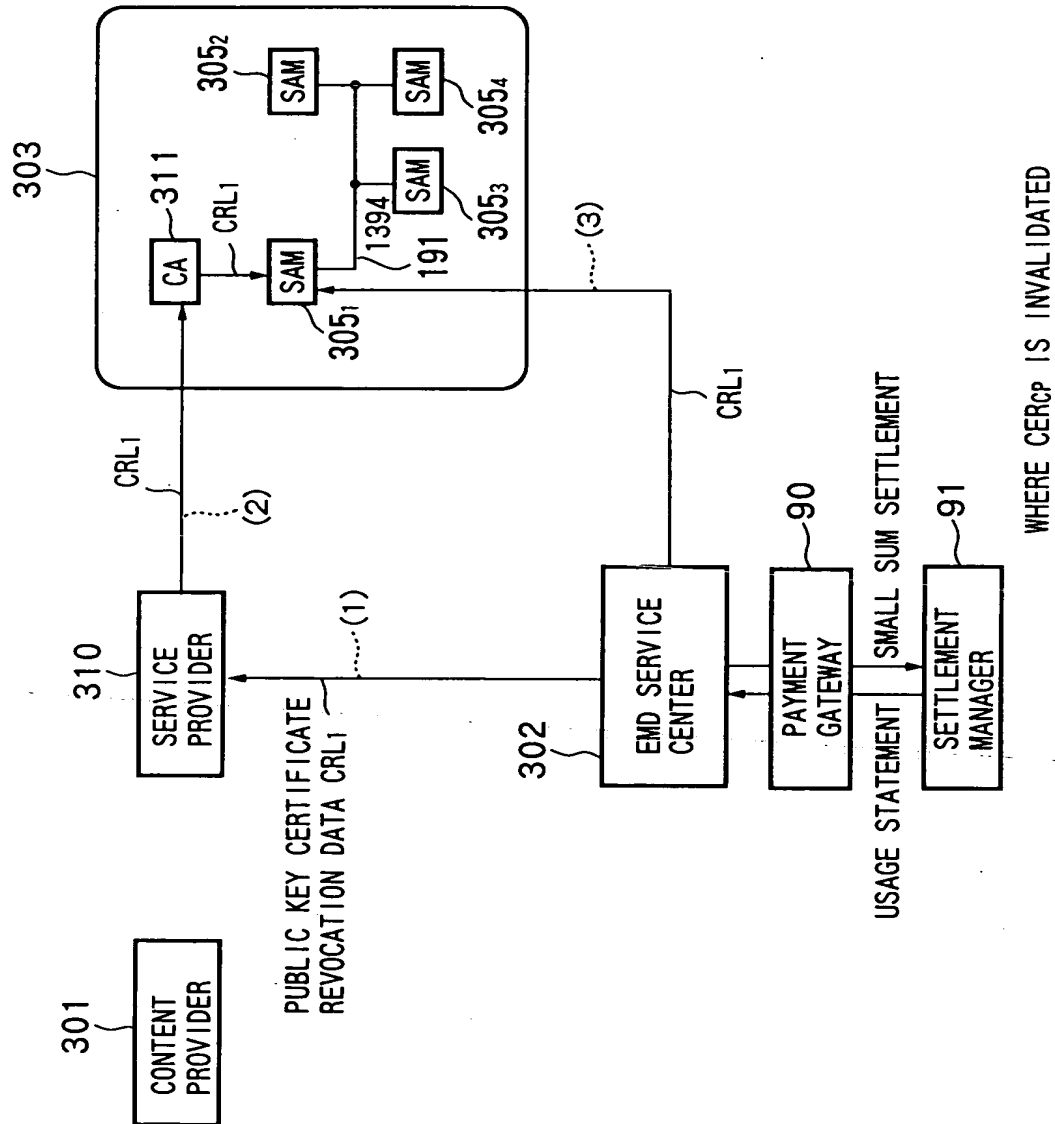 301
CONTENT
PROVIDER
310
SERVICE
PROVIDER
CRL1
(2)
303
CA
311
CRL1
SAM
3051
SAM
3052
1394
191
SAM
3053
SAM
3054
PUBLIC KEY CERTIFICATE
REVOCATION DATA CRL1
(1)
(3)
CRL1
302
EMD SERVICE
CENTER
PAYMENT
GATEWAY
90
USAGE STATEMENT
SMALL SUM SETTLEMENT
SETTLEMENT
MANAGER
91
WHERE CERCP IS INVALIDATED